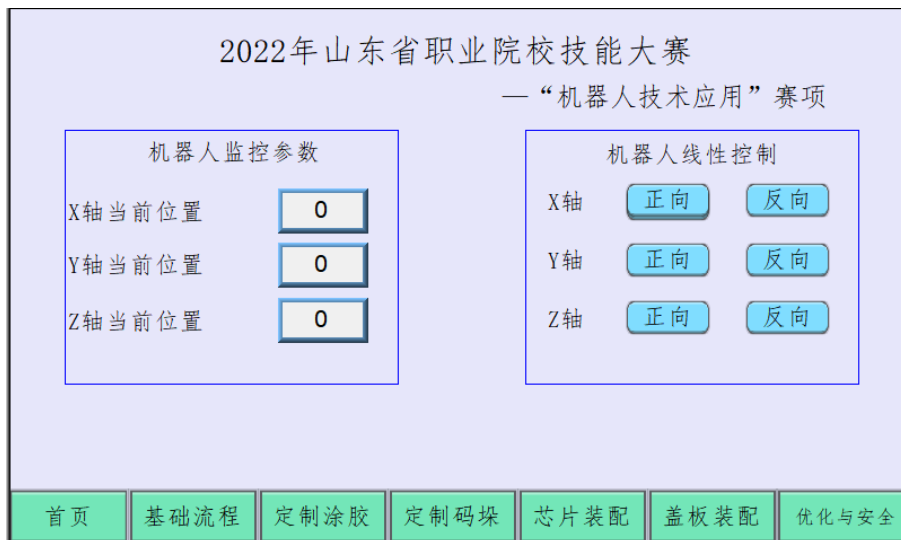 2022年山东省职业院校技能大赛
—“机器人技术应用”赛项
机器人监控参数
X轴当前位置 0
Y轴当前位置 0
Z轴当前位置 0
机器人线性控制
X轴 正向 反向
Y轴 正向 反向
Z轴 正向 反向
首页 基础流程 定制涂胶 定制码垛 芯片装配 盖板装配 优化与安全